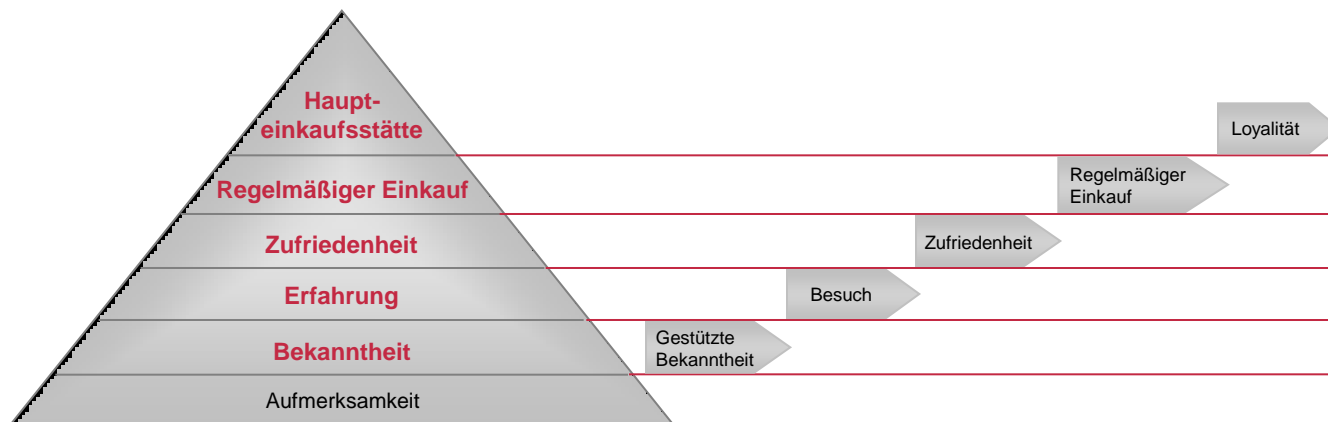 Haupt-
einkaufsstätte
Loyalität
Regelmäßiger Einkauf
Regelmäßiger
Einkauf
Zufriedenheit
Zufriedenheit
Erfahrung
Besuch
Bekanntheit
Gestützte
Bekanntheit
Aufmerksamkeit